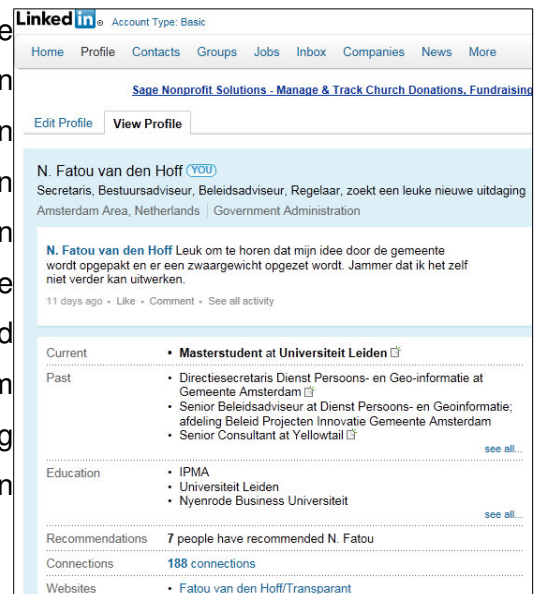 Linked in Account Type: Basic
Home Profile Contacts Groups Jobs Inbox Companies News More
Sage Nonprofit Solutions - Manage & Track Church Donations, Fundraising
Edit Profile View Profile
N. Fatou van den Hoff YOU
Secretaris, Bestuursadviseur, Beleidsadviseur, Regelaar, zoekt een leuke nieuwe uitdaging
Amsterdam Area, Netherlands | Government Administration
N. Fatou van den Hoff Leuk om te horen dat mijn idee door de gemeente
wordt opgepakt en er een zwaargewicht opgezet wordt. Jammer dat ik het zelf
niet verder kan uitwerken.
11 days ago • Like • Comment • See all activity
Current • Masterstudent at Universiteit Leiden
Past • Directiesecretaris Dienst Persoons- en Geo-informatie at
Gemeente Amsterdam
• Senior Beleidsadviseur at Dienst Persoons- en Geoinformatie;
afdeling Beleid Projecten Innovatie Gemeente Amsterdam
• Senior Consultant at Yellowtail
see all...
Education • IPMA
• Universiteit Leiden
• Nyenrode Business Universiteit
see all...
Recommendations 7 people have recommended N. Fatou
Connections 188 connections
Websites • Fatou van den Hoff/Transparant